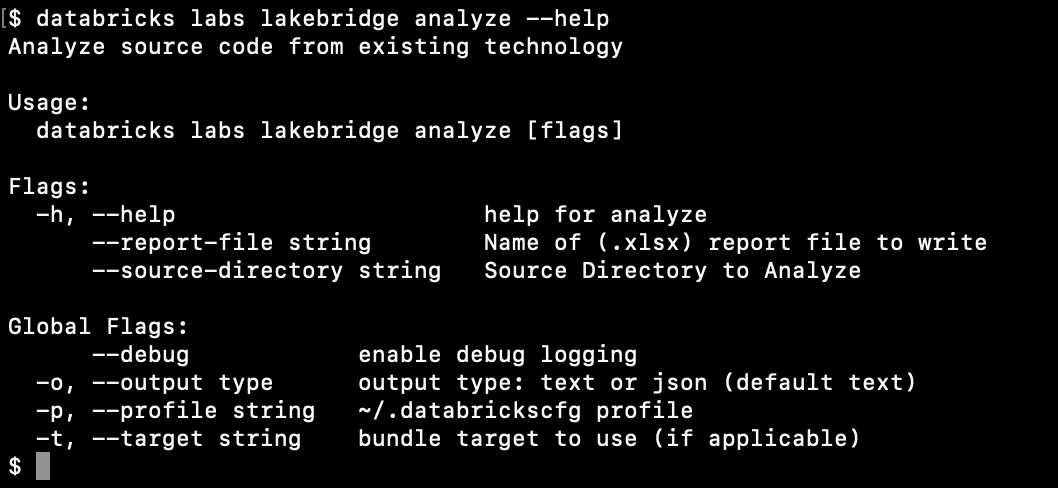 [$ databricks labs lakebridge analyze --help
Analyze source code from existing technology

Usage:
  databricks labs lakebridge analyze [flags]

Flags:
  -h, --help                      help for analyze
      --report-file string        Name of (.xlsx) report file to write
      --source-directory string   Source Directory to Analyze

Global Flags:
      --debug            enable debug logging
  -o, --output type      output type: text or json (default text)
  -p, --profile string   ~/.databrickscfg profile
  -t, --target string    bundle target to use (if applicable)
$